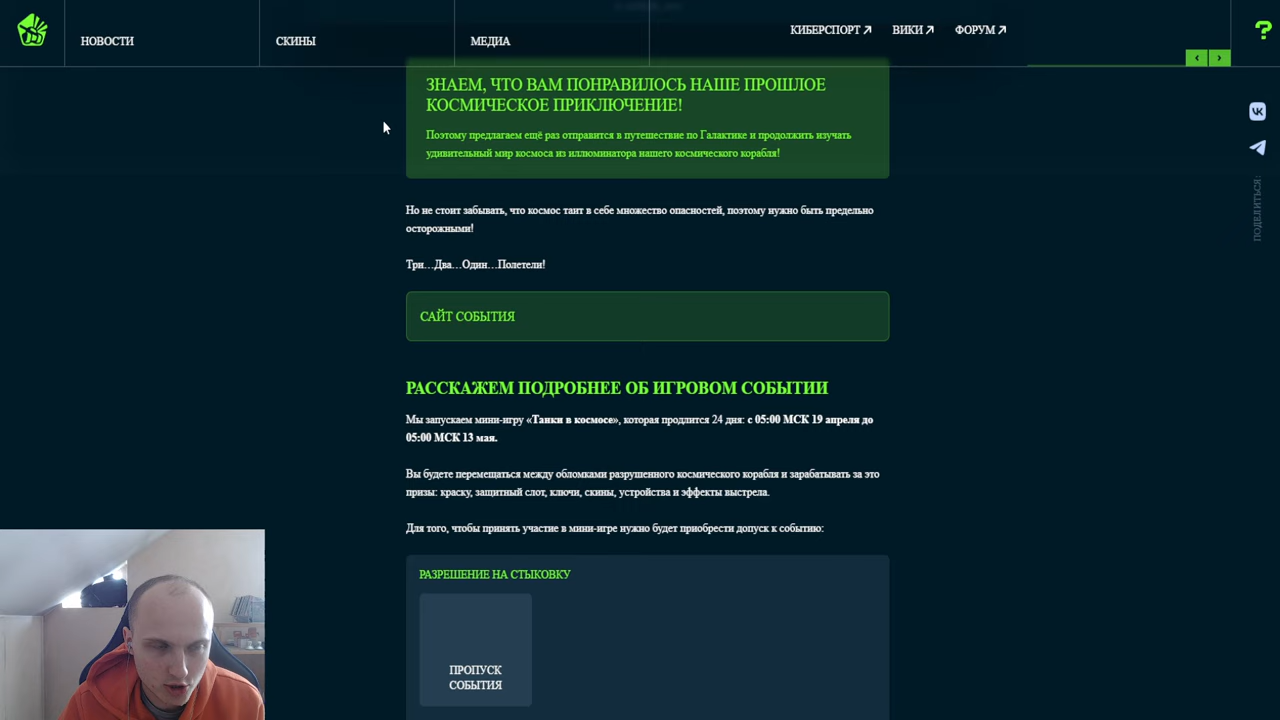 НОВОСТИ
СКИНЫ
МЕДИА
КИБЕРСПОРТ
ВИКИ
ФОРУМ
?
ЗНАЕМ, ЧТО ВАМ ПОНРАВИЛОСЬ НАШЕ ПРОШЛОЕ
КОСМИЧЕСКОЕ ПРИКЛЮЧЕНИЕ!
Поэтому предлагаем ещё раз отправится в путешествие по Галактике и продолжить изучать
удивительный мир космоса из иллюминатора нашего космического корабля!
ПОДЕЛИТЬСЯ:
Но не стоит забывать, что космос таит в себе множество опасностей, поэтому нужно быть предельно
осторожными!
Три…Два…Один…Полетели!
САЙТ СОБЫТИЯ
РАССКАЖЕМ ПОДРОБНЕЕ ОБ ИГРОВОМ СОБЫТИИ
Мы запускаем мини-игру «Танки в космосе», которая продлится 24 дня: с 05:00 МСК 19 апреля до
05:00 МСК 13 мая.
Вы будете перемещаться между обломками разрушенного космического корабля и зарабатывать за это
призы: краску, защитный слот, ключи, скины, устройства и эффекты выстрела.
Для того, чтобы принять участие в мини-игре нужно будет приобрести допуск к событию:
РАЗРЕШЕНИЕ НА СТЫКОВКУ
ПРОПУСК
СОБЫТИЯ